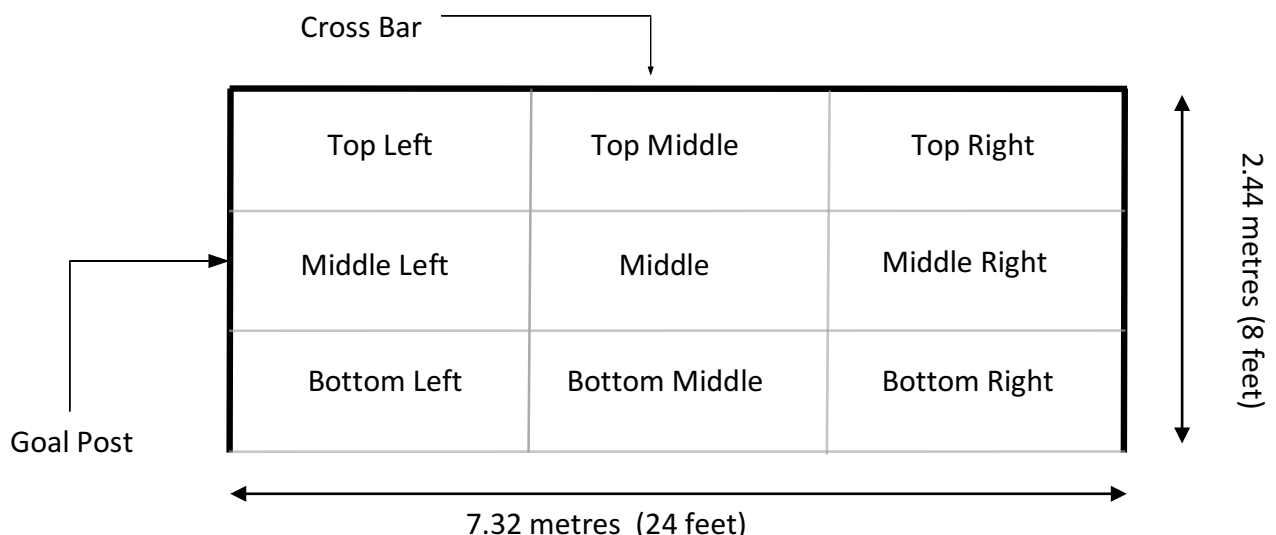 Cross Bar
Top Left
Top Middle
Top Right
Middle Left
Middle
Middle Right
Bottom Left
Bottom Middle
Bottom Right
Goal Post
2.44 metres (8 feet)
7.32 metres (24 feet)